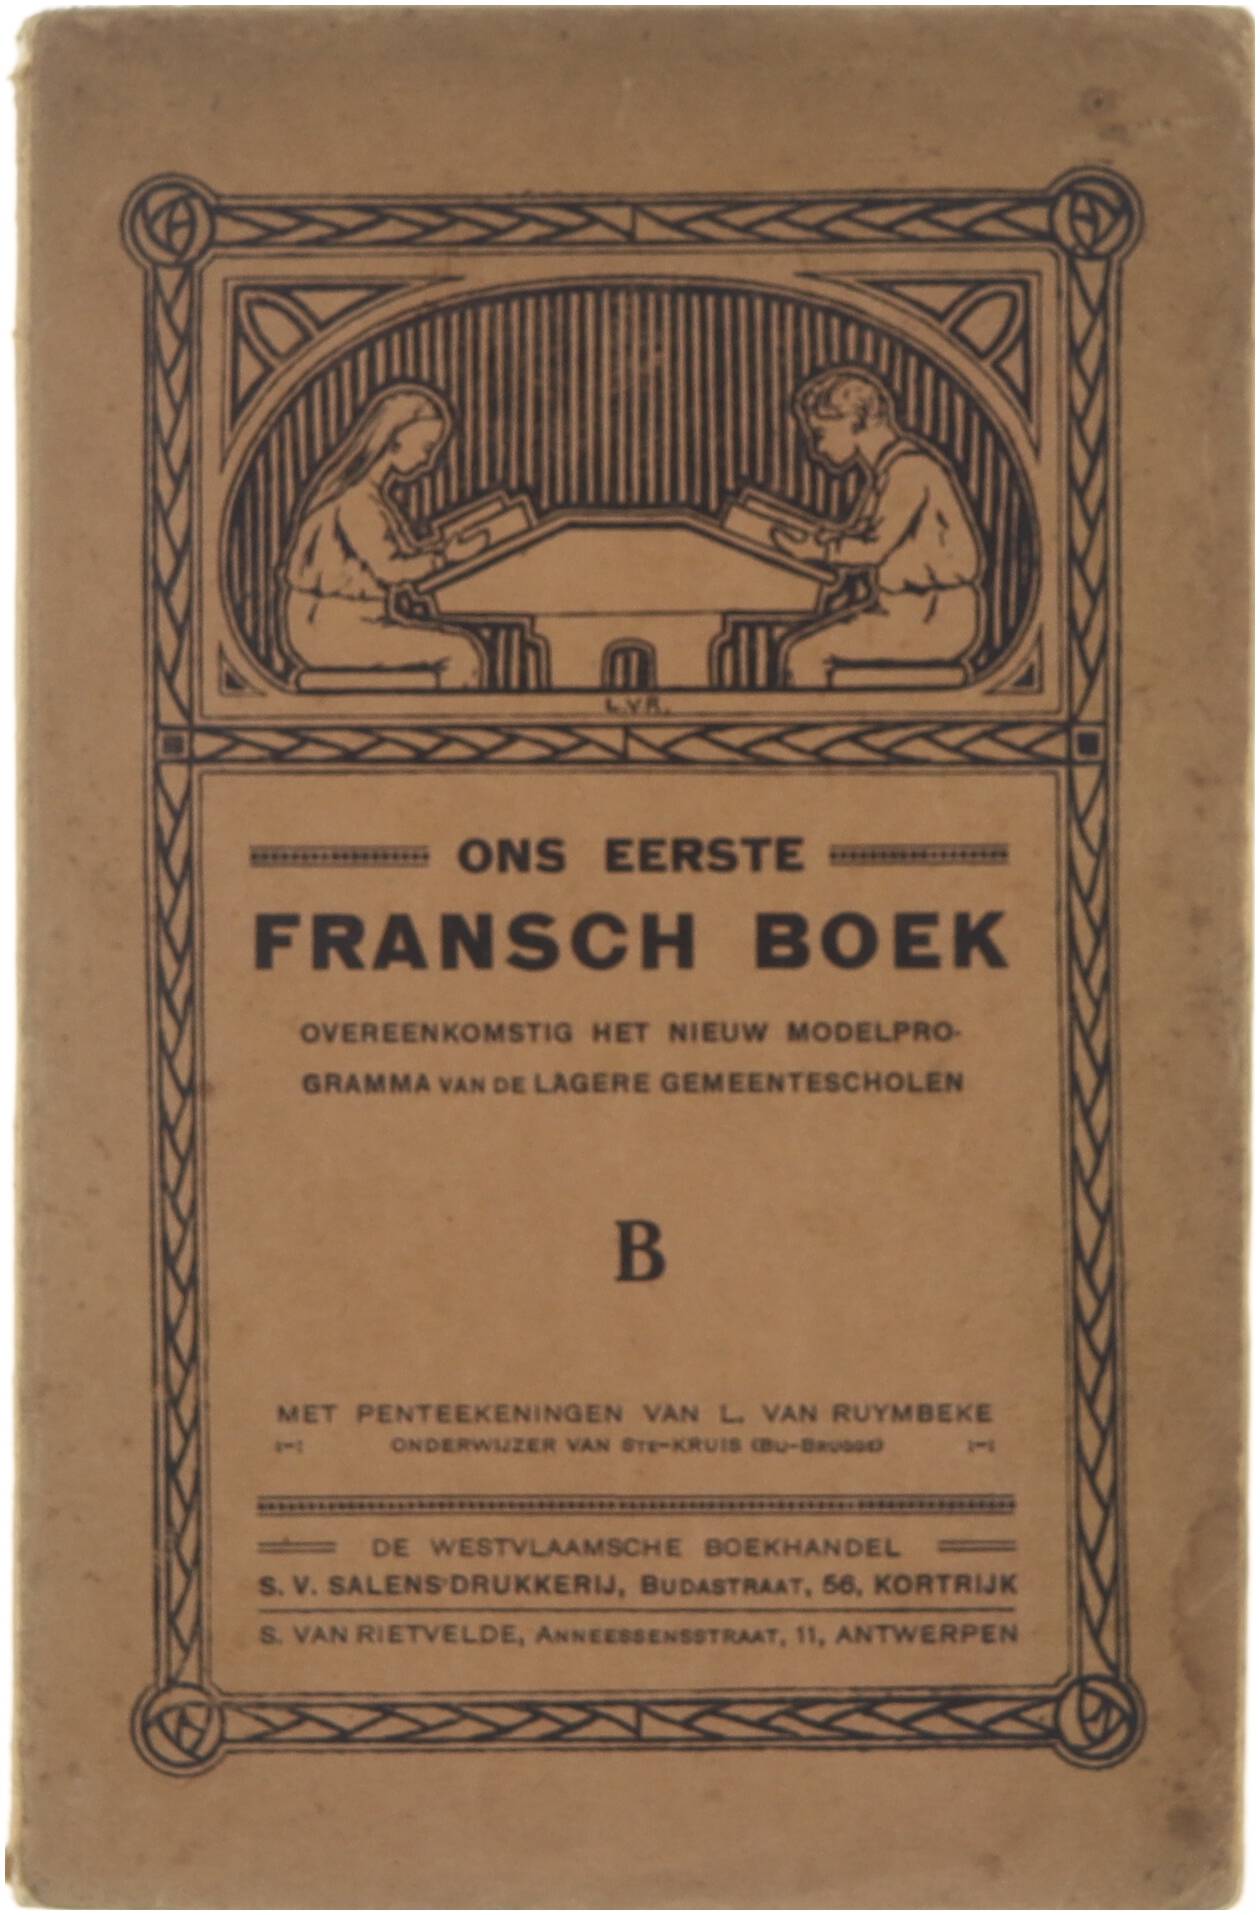 L.V.R.
ONS EERSTE
FRANSCH BOEK
OVEREENKOMSTIG HET NIEUW MODELPRO-
GRAMMA VAN DE LAGERE GEMEENTESCHOLEN
B
MET PENTEEKENINGEN VAN L. VAN RUYMBEKE
ONDERWIJZER VAN STE-KRUIS (BIJ-BRUGGE)
DE WESTVLAAMSCHE BOEKHANDEL
S. V. SALENS' DRUKKERIJ, BUDASTRAAT, 56, KORTRIJK
S. VAN RIETVELDE, ANNEESSENSSTRAAT, 11, ANTWERPEN